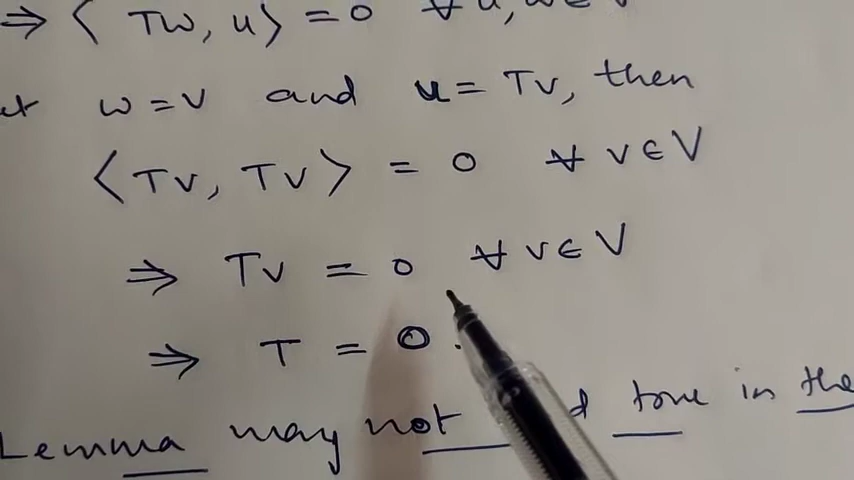 ⇒ ⟨ Tw, u ⟩ = 0 ∀ u, w ∈ V
w = v and u = Tv, then
⟨ Tv, Tv ⟩ = 0 ∀ v ∈ V
⇒ Tv = 0 ∀ v ∈ V
⇒ T = 0.
Lemma may not true in the